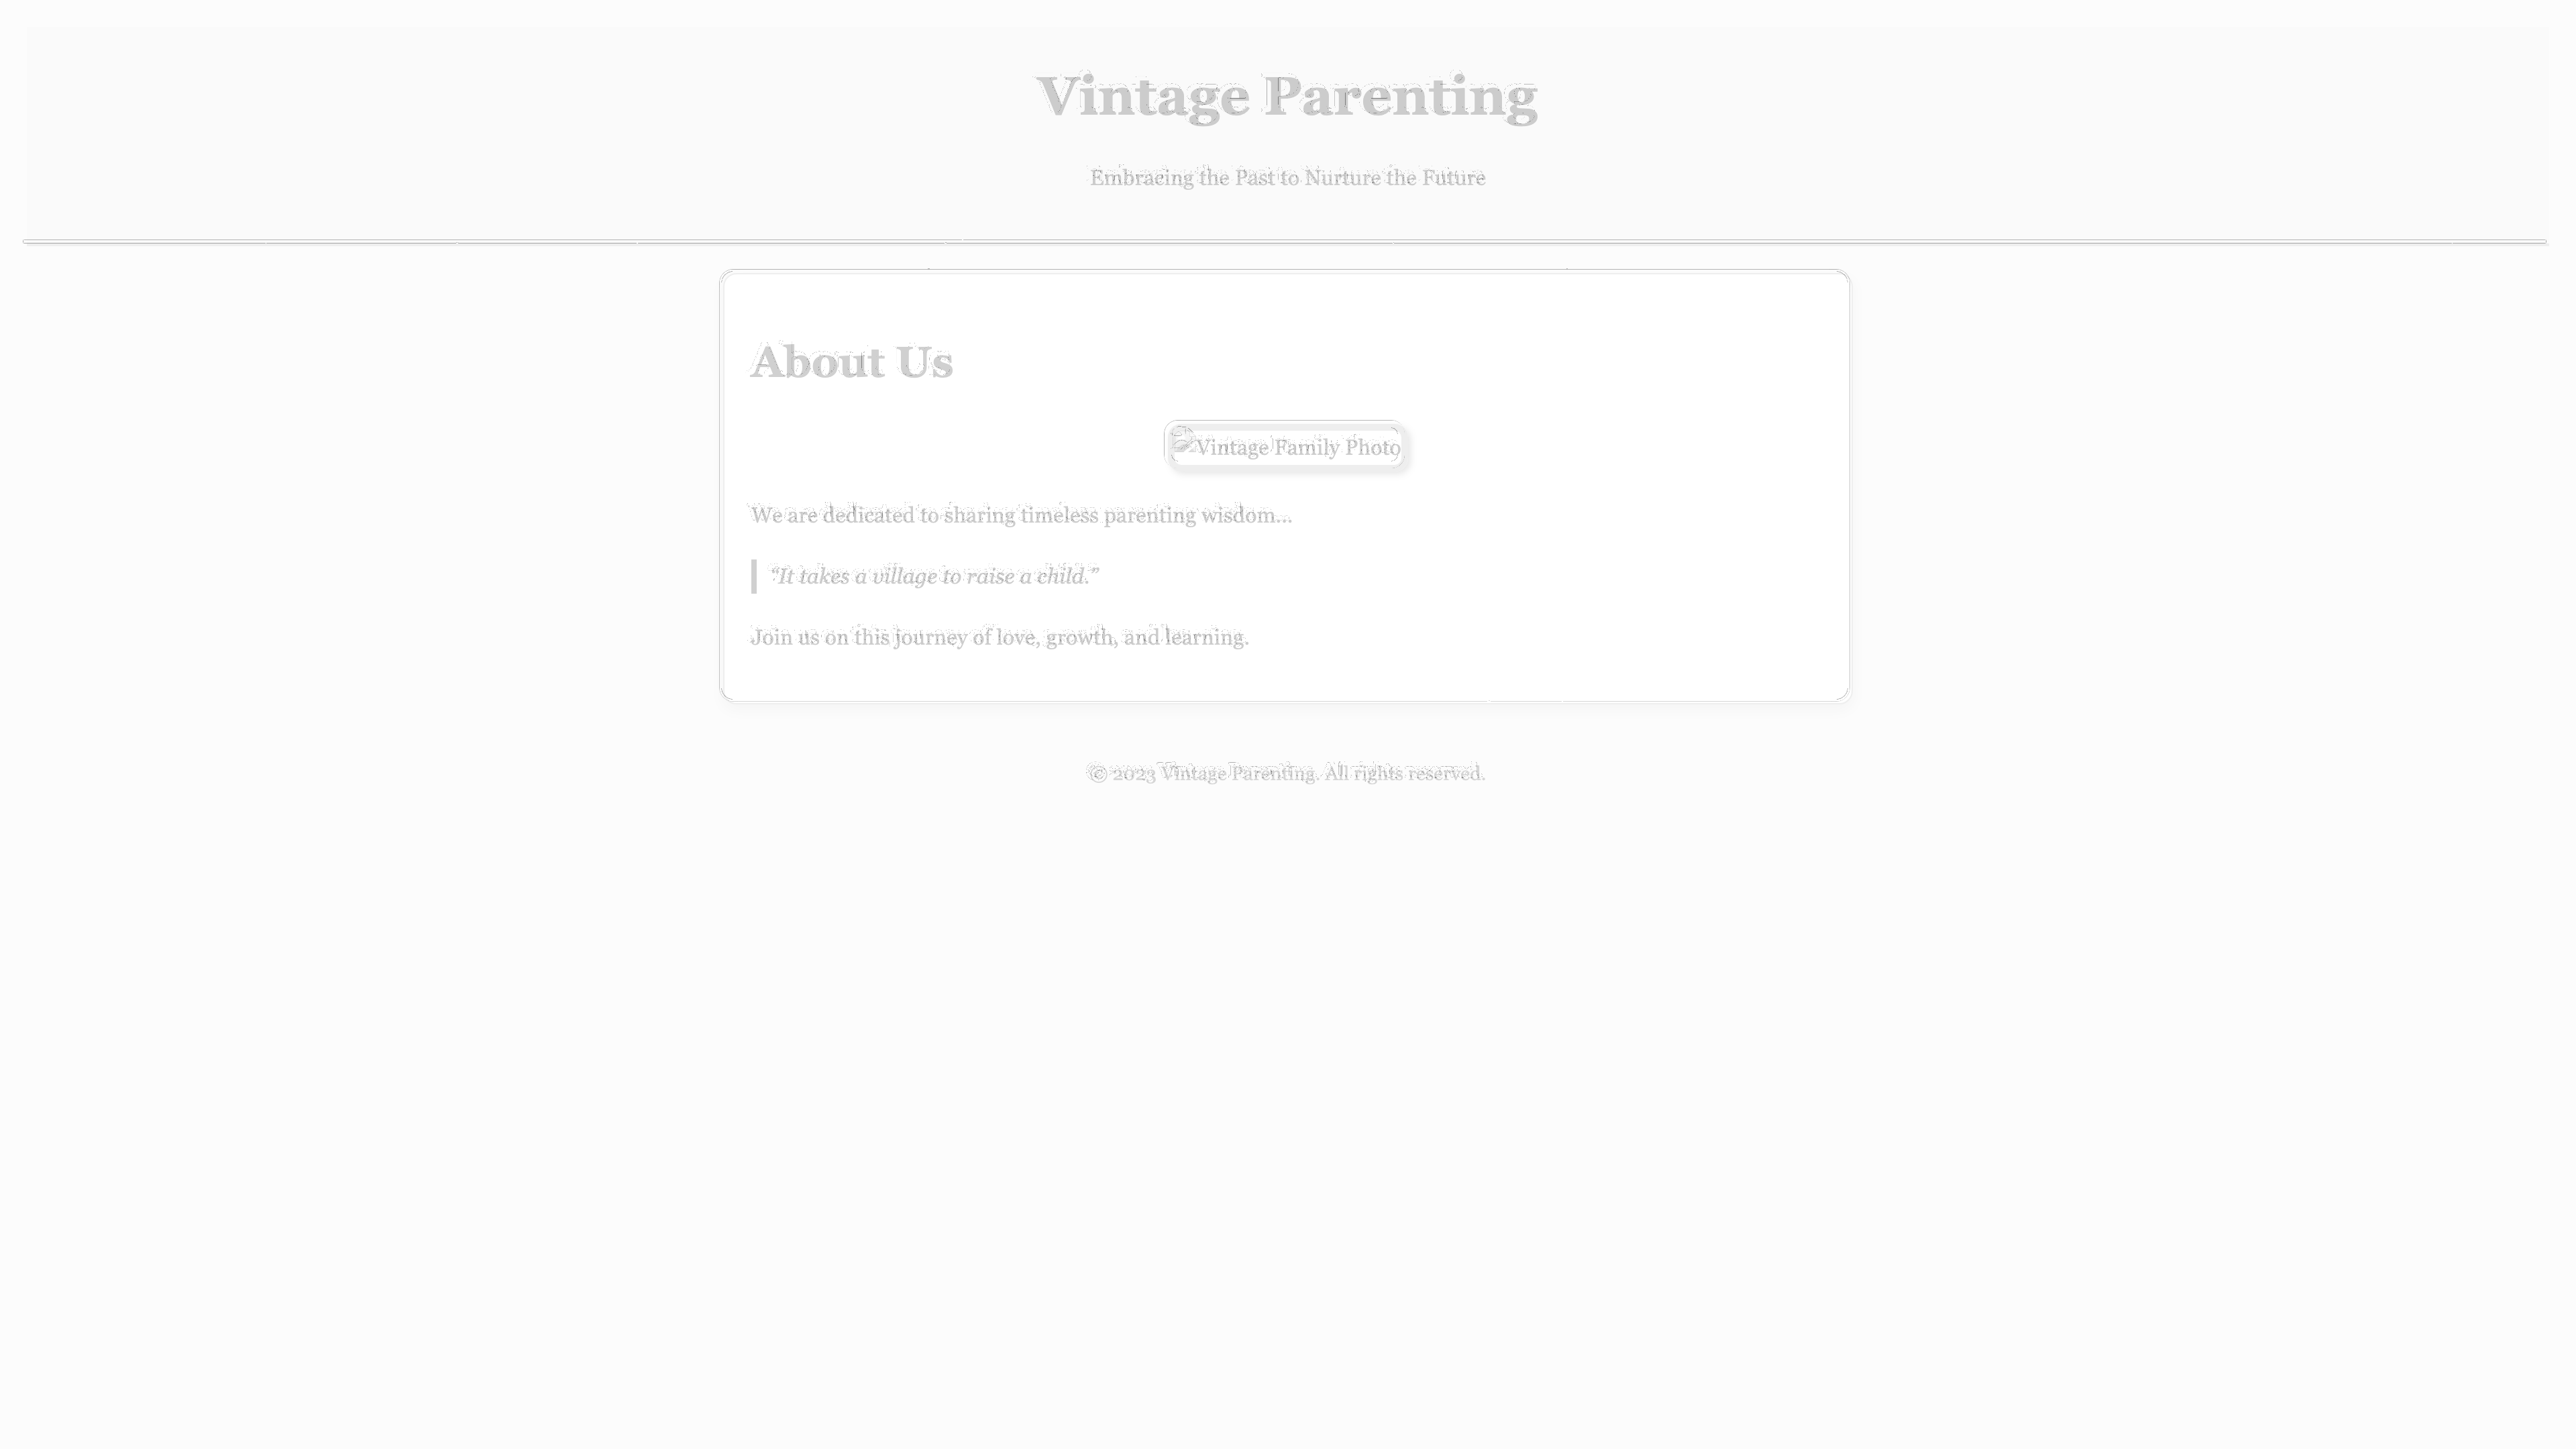 Vintage Parenting
Embracing the Past to Nurture the Future
About Us
Vintage Family Photo
We are dedicated to sharing timeless parenting wisdom...
“It takes a village to raise a child.”
Join us on this journey of love, growth, and learning.
© 2023 Vintage Parenting. All rights reserved.